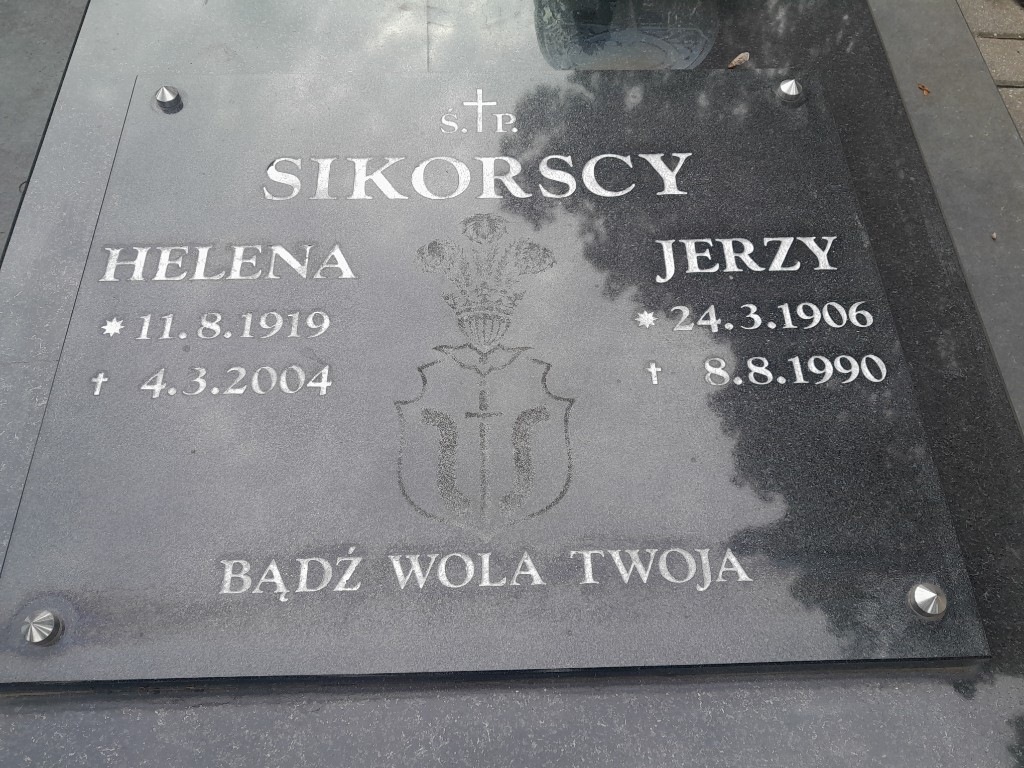 Ś.†P.
SIKORSCY
HELENA
* 11.8.1919
† 4.3.2004
JERZY
* 24.3.1906
† 8.8.1990
BĄDŹ WOLA TWOJA